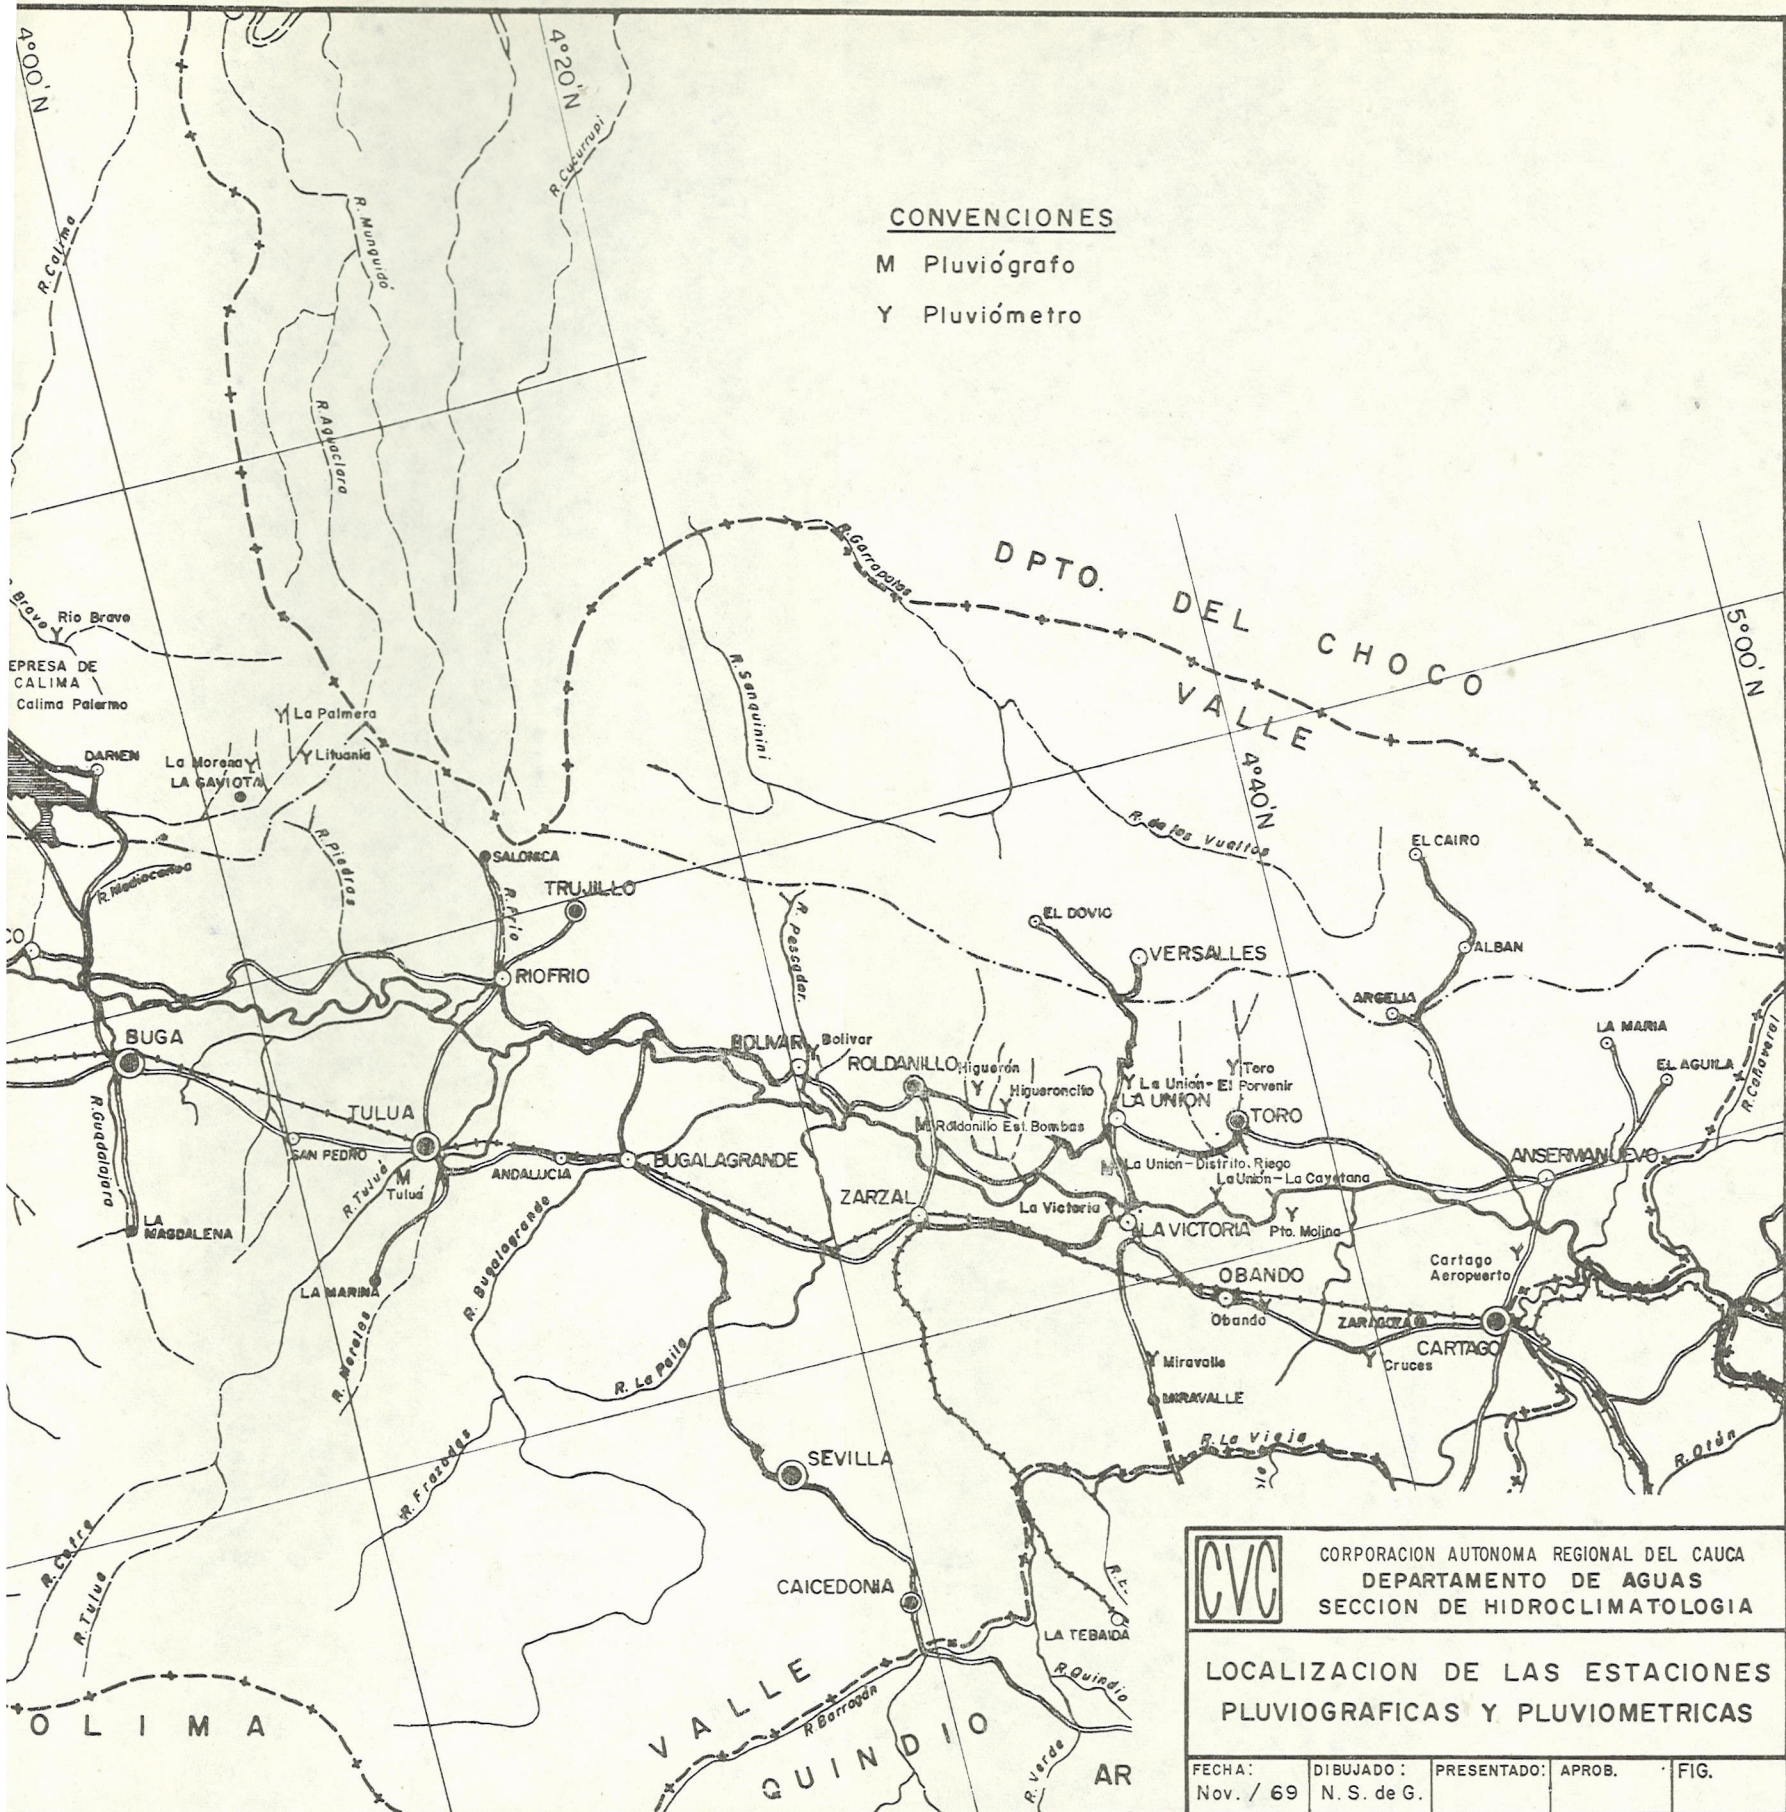 4°00'N
4°20'N
R. Calima
R. Munguidó
R. Cucurrupi
R. Aguaclara
CONVENCIONES
M Pluviógrafo
Y Pluviómetro
R. Garrapatas
DPTO. DEL CHOCO
VALLE
5°00'N
4°40'N
Bravo
Rio Bravo
Y
EPRESA DE
CALIMA
Calima Palermo
Y La Palmera
Y Lituania
La Morena Y
LA GAVIOTA
DARIEN
R. Sanquinini
R. de las Vueltas
EL CAIRO
R. Piedras
SALONICA
R. Mediacanoa
TRUJILLO
R. Frio
R. Pescador.
EL DOVIO
VERSALLES
ALBAN
CO
RIOFRIO
ARGELIA
LA MARIA
EL AGUILA
R. Cañaveral
BUGA
BOLIVAR
Y Bolivar
ROLDANILLO
Higuerón
Y
Higueroncito
Y
Y Toro
Y La Unión - El Porvenir
LA UNION
TORO
R. Guadalajara
TULUA
SAN PEDRO
M Roldanillo Est. Bombas
ANSERMANUEVO
ANDALUCIA
BUGALAGRANDE
M La Union - Distrito. Riego
La Unión - La Cayetana
Y
M
Tuluá
R. Tuluá
ZARZAL
La Victoria Y
LA VICTORIA
Y
Pto. Molina
LA
MAGDALENA
R. Bugalagrande
Cartago
Aeropuerto
Y
LA MARINA
OBANDO
Y
Obando
ZARAGOZA
CARTAGO
R. Morales
R. La Paila
Y Miravalle
Y Cruces
MIRAVALLE
R. La Vieja
R. Otún
R. Frazadas
SEVILLA
R. Cofre
R. Tulua
CAICEDONIA
LA TEBAIDA
R. Quindio
R. Barragán
R. Verde
OLIMA
VALLE
QUINDIO
AR
CVC
CORPORACION AUTONOMA REGIONAL DEL CAUCA
DEPARTAMENTO DE AGUAS
SECCION DE HIDROCLIMATOLOGIA
LOCALIZACION DE LAS ESTACIONES
PLUVIOGRAFICAS Y PLUVIOMETRICAS
FECHA:
Nov. / 69
DIBUJADO:
N. S. de G.
PRESENTADO:
APROB.
FIG.